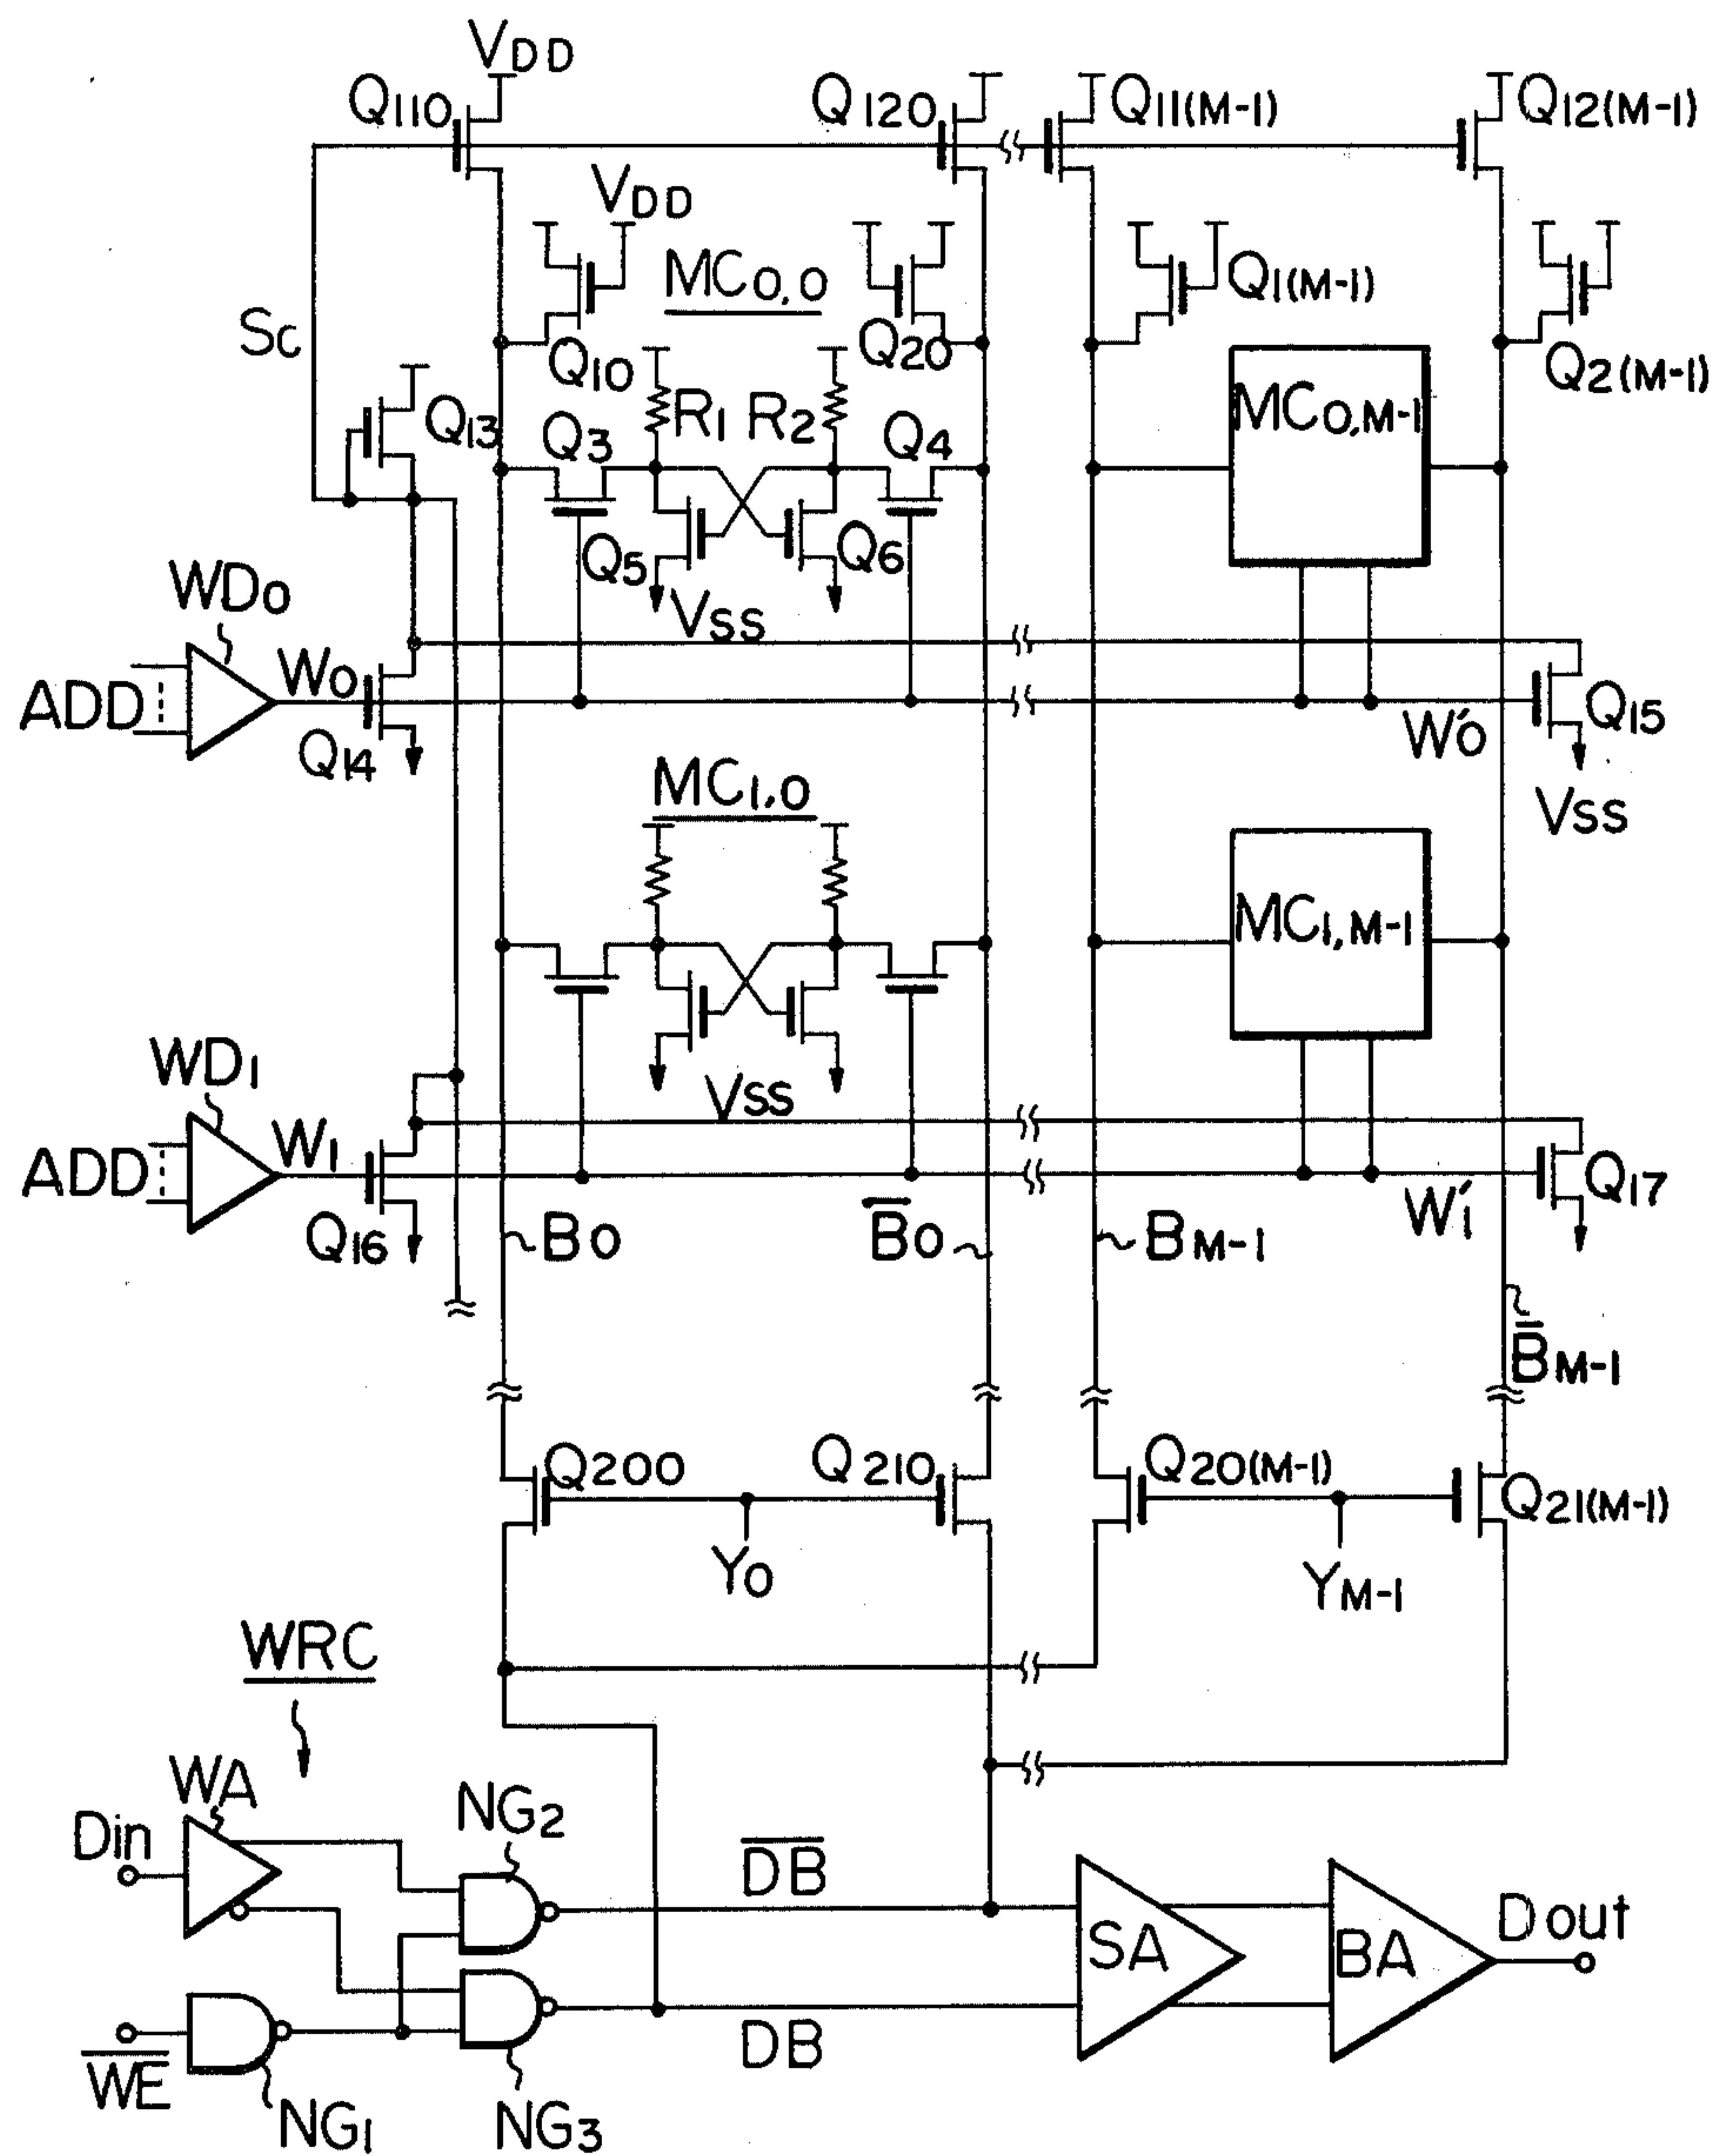 VDD
Q110
Q120
Q11(M-1)
Q12(M-1)
VDD
MC0,0
Q1(M-1)
Sc
Q10
Q20
Q2(M-1)
Q13
Q3
R1
R2
Q4
MC0,M-1
Q5
Q6
WD0
VSS
ADD
W0
Q14
W'0
Q15
MC1,0
VSS
MC1,M-1
WD1
VSS
ADD
W1
Q16
B0
B̅0
BM-1
W'1
Q17
B̅M-1
Q200
Q210
Q20(M-1)
Q21(M-1)
Y0
YM-1
WRC
WA
NG2
Din
D̅B̅
Dout
SA
BA
W̅E̅
DB
NG1
NG3